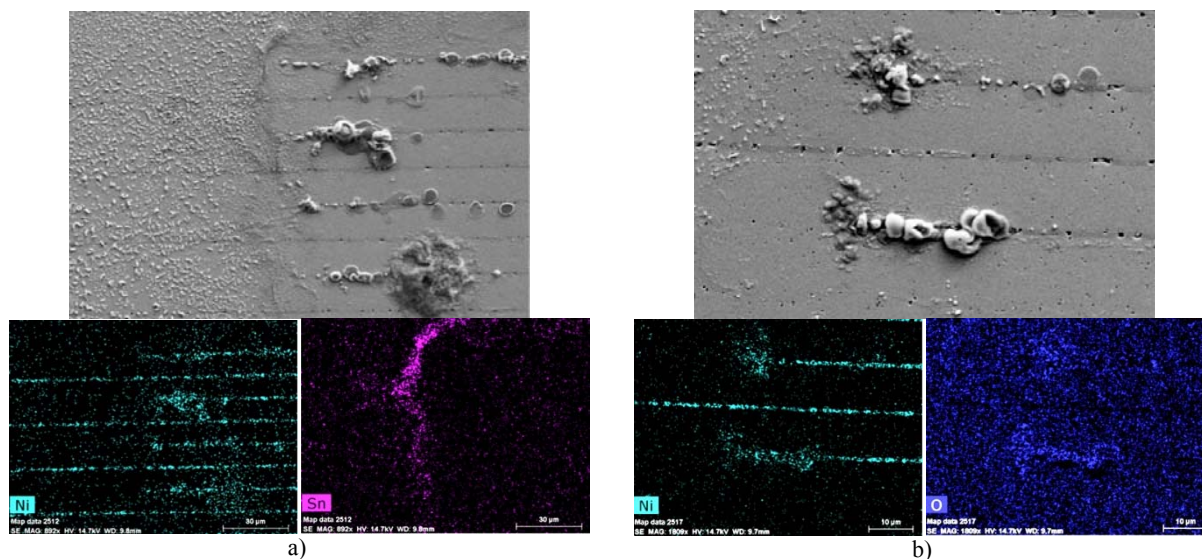 Ni
Map data 2512
SE MAG: 892x HV: 14.7kV WD: 9.8mm
30 µm
Sn
Map data 2512
SE MAG: 892x HV: 14.7kV WD: 9.8mm
30 µm
a)
Ni
Map data 2517
SE MAG: 1809x HV: 14.7kV WD: 9.7mm
10 µm
O
Map data 2517
SE MAG: 1809x HV: 14.7kV WD: 9.7mm
10 µm
b)